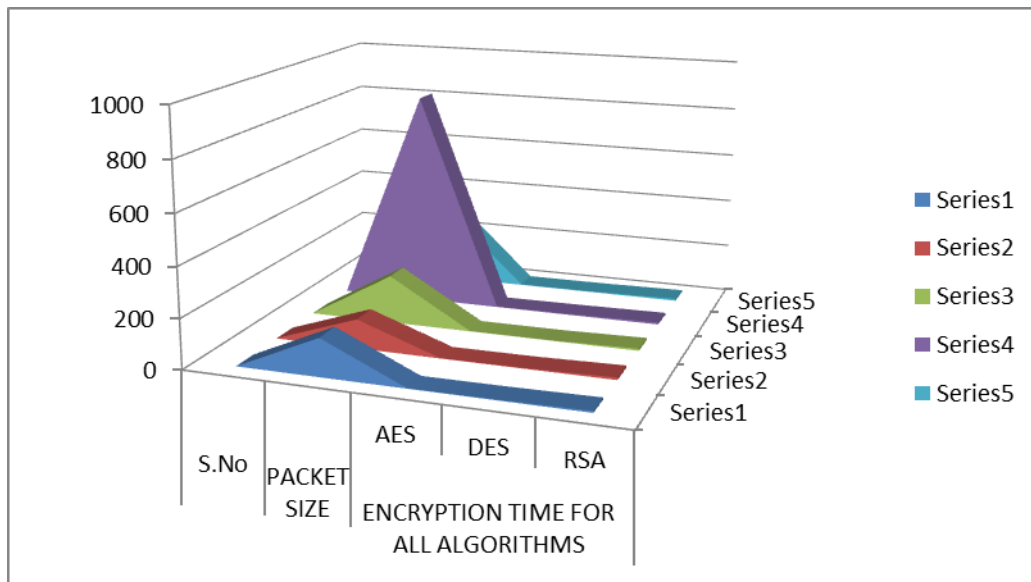 1000
800
600
400
200
0
S.No
PACKET
SIZE
AES
DES
RSA
ENCRYPTION TIME FOR
ALL ALGORITHMS
Series5
Series4
Series3
Series2
Series1
Series1
Series2
Series3
Series4
Series5